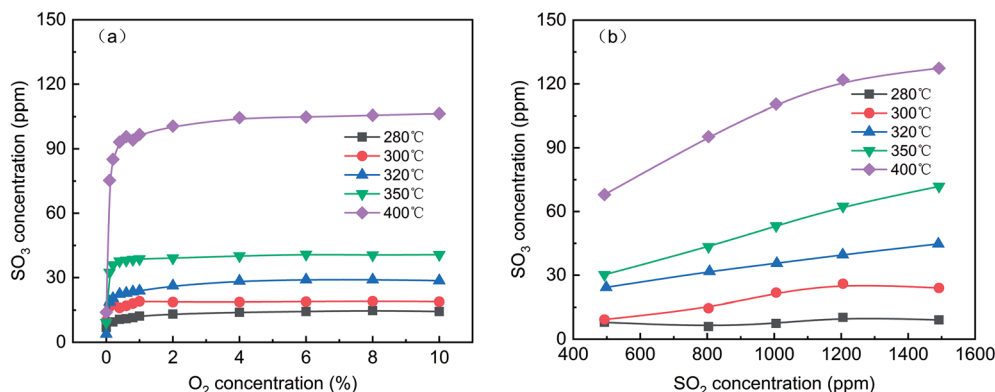 (a)
150
120
90
60
30
0
SO3 concentration (ppm)
280℃
300℃
320℃
350℃
400℃
0 2 4 6 8 10
O2 concentration (%)
(b)
150
120
90
60
30
0
SO3 concentration (ppm)
280℃
300℃
320℃
350℃
400℃
400 600 800 1000 1200 1400 1600
SO2 concentration (ppm)